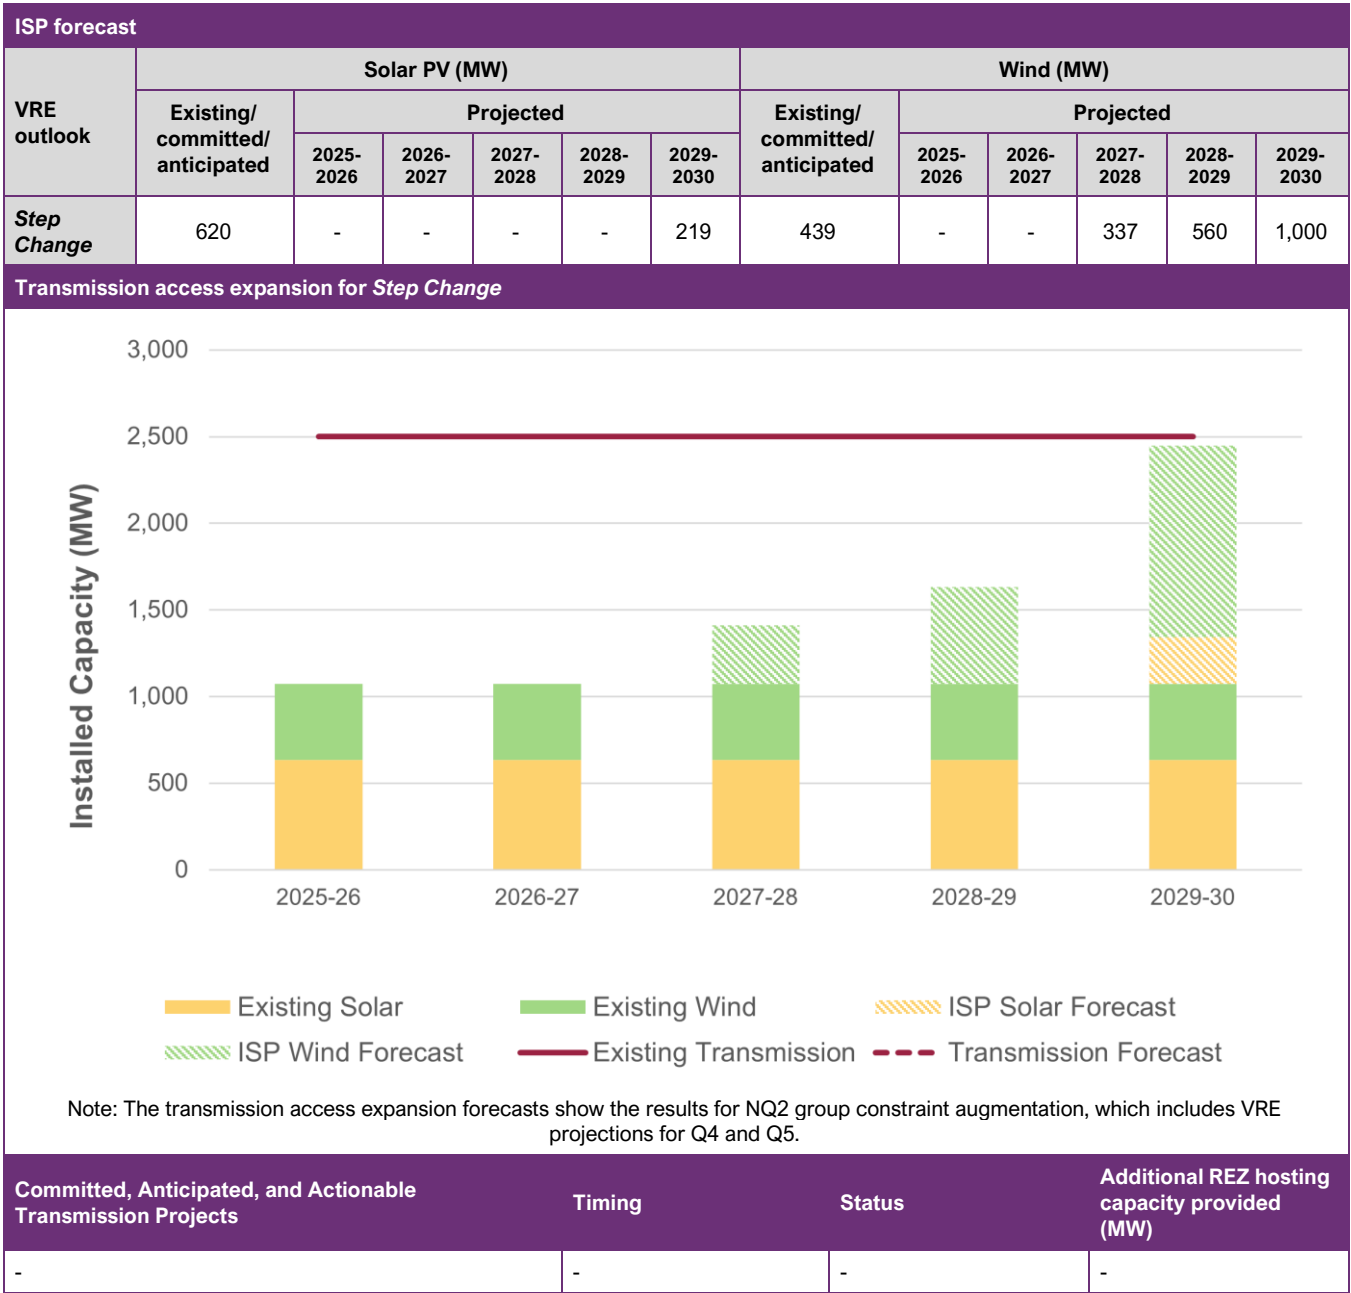 ISP forecast
VRE outlook
Solar PV (MW)
Wind (MW)
Existing/ committed/ anticipated
Projected
Existing/ committed/ anticipated
Projected
2025-2026
2026-2027
2027-2028
2028-2029
2029-2030
2025-2026
2026-2027
2027-2028
2028-2029
2029-2030
Step Change
620 - - - - 219 439 - - 337 560 1,000
Transmission access expansion for Step Change
Installed Capacity (MW)
3,000
2,500
2,000
1,500
1,000
500
0
2025-26 2026-27 2027-28 2028-29 2029-30
Existing Solar Existing Wind ISP Solar Forecast
ISP Wind Forecast Existing Transmission Transmission Forecast
Note: The transmission access expansion forecasts show the results for NQ2 group constraint augmentation, which includes VRE
projections for Q4 and Q5.
Committed, Anticipated, and Actionable
Transmission Projects
Timing
Status
Additional REZ hosting
capacity provided
(MW)
- - - -